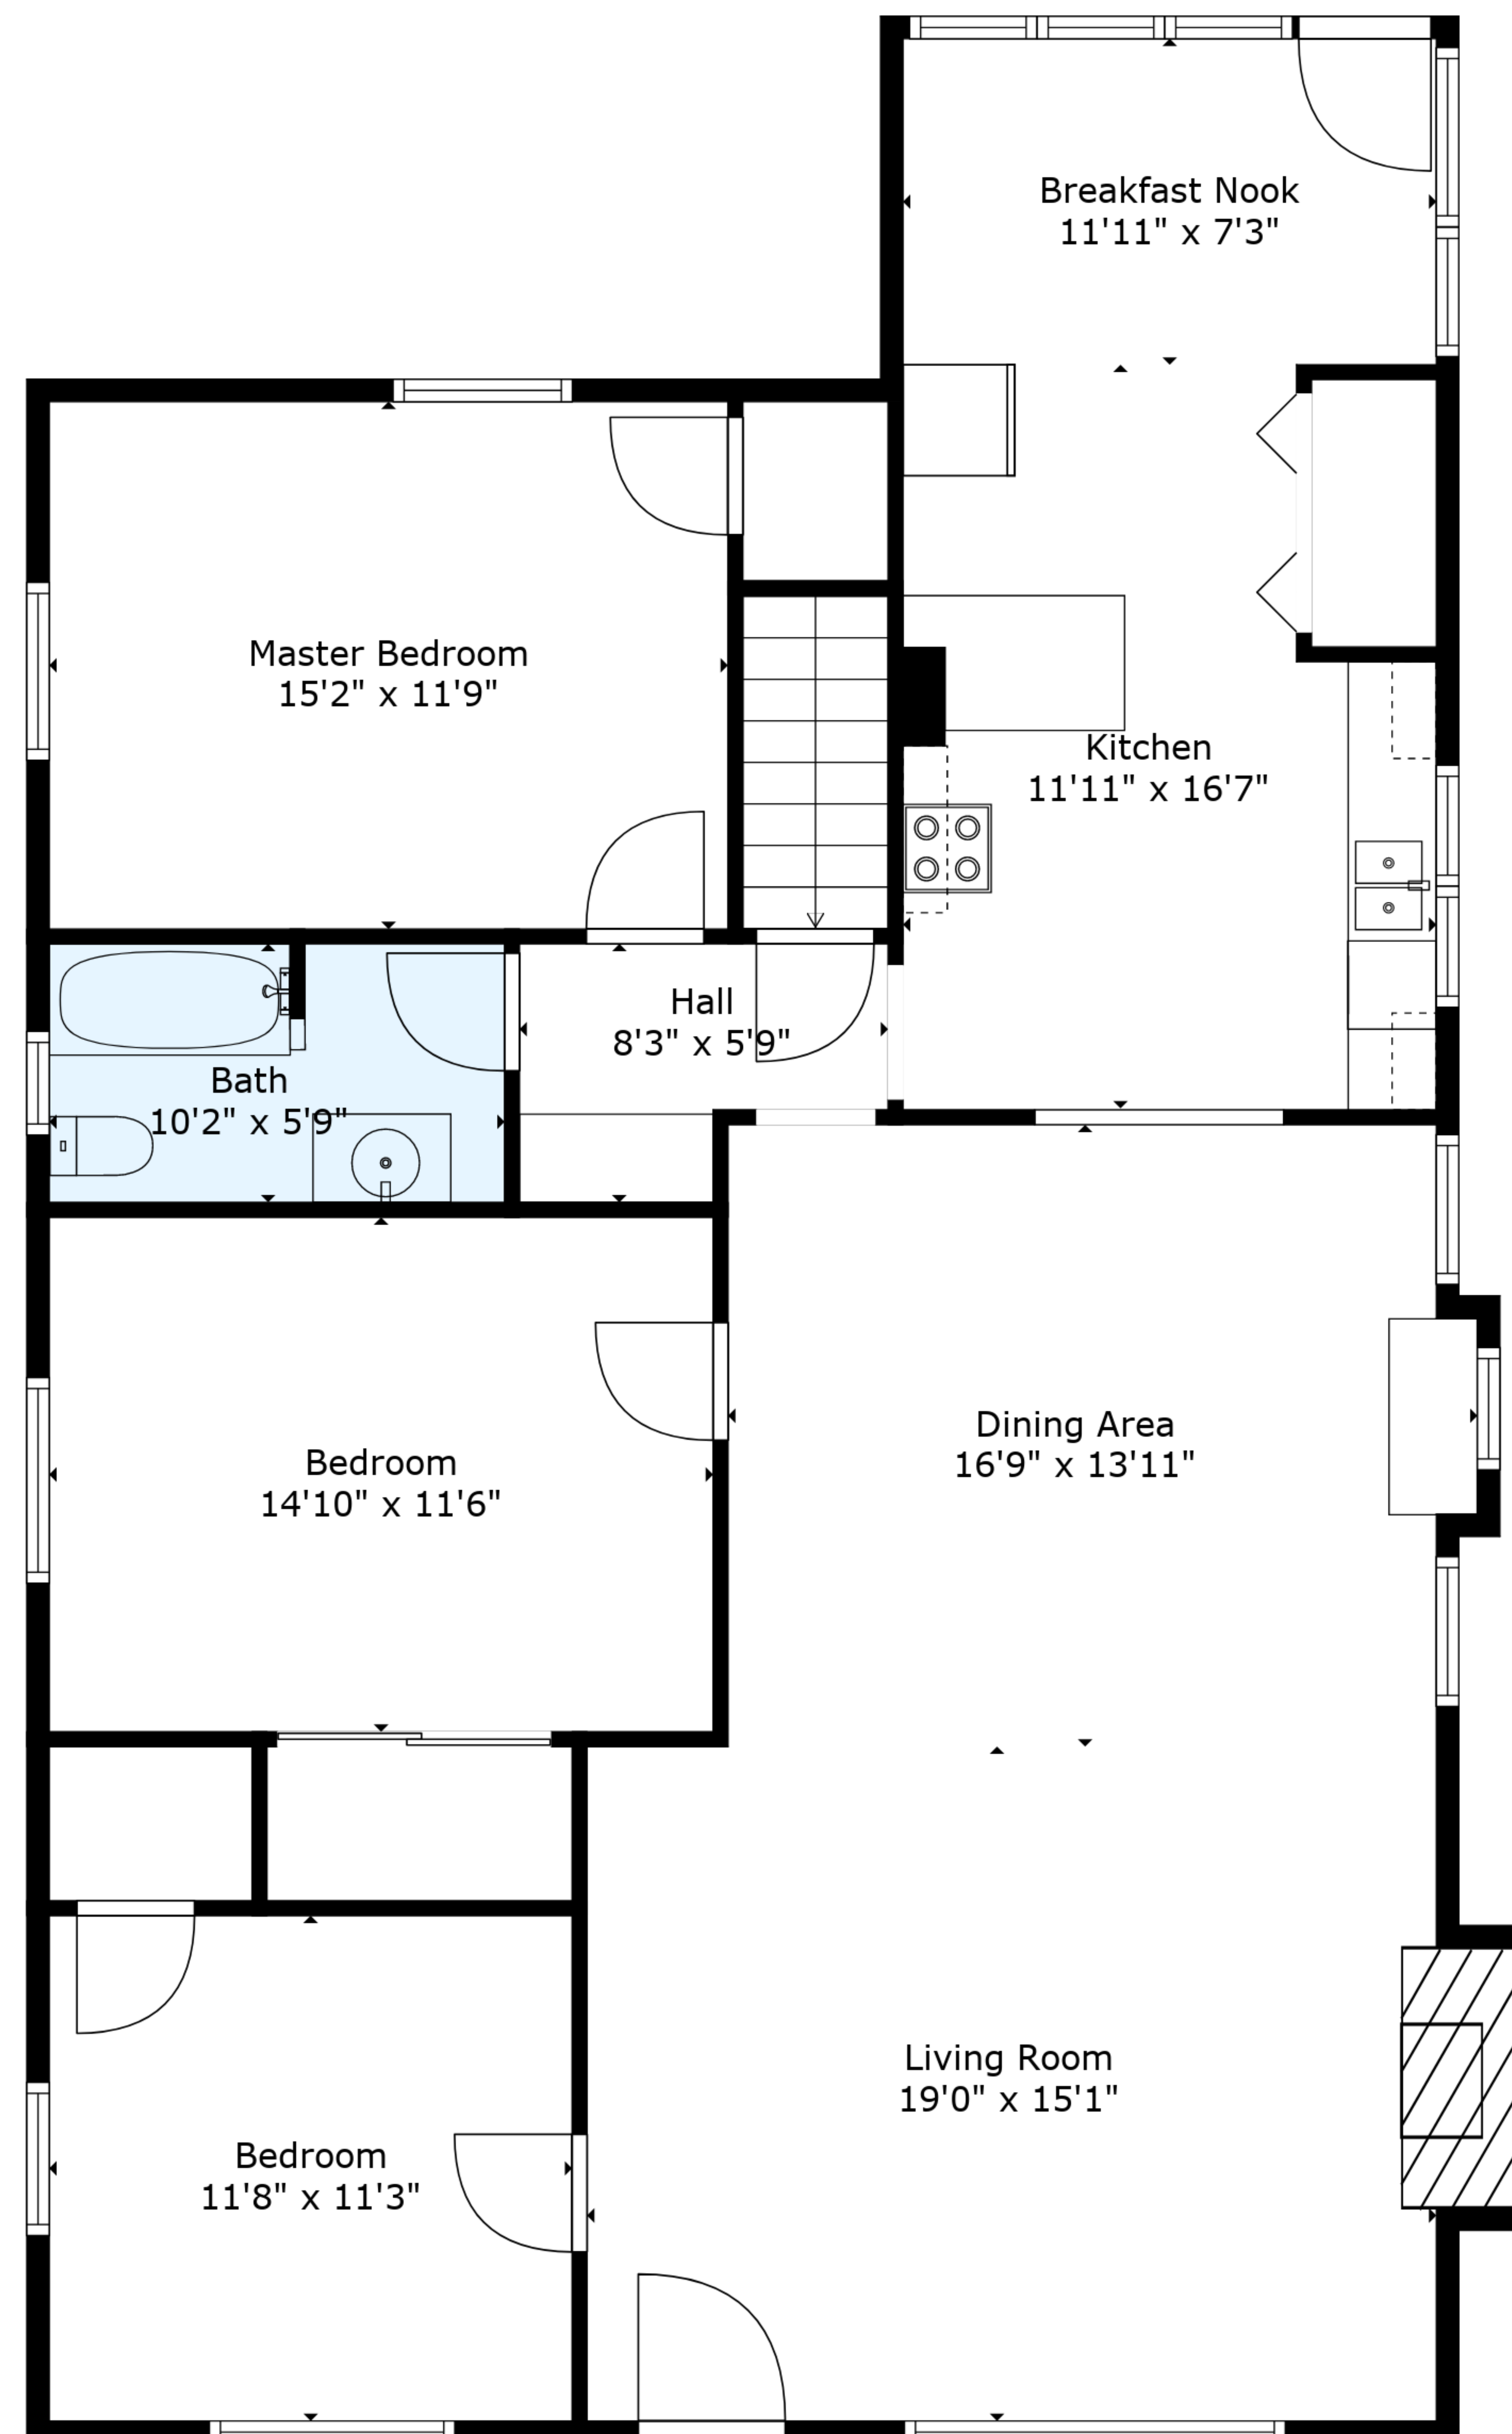 Breakfast Nook
11'11" x 7'3"
Master Bedroom
15'2" x 11'9"
Kitchen
11'11" x 16'7"
Hall
8'3" x 5'9"
Bath
10'2" x 5'9"
Dining Area
16'9" x 13'11"
Bedroom
14'10" x 11'6"
Living Room
19'0" x 15'1"
Bedroom
11'8" x 11'3"